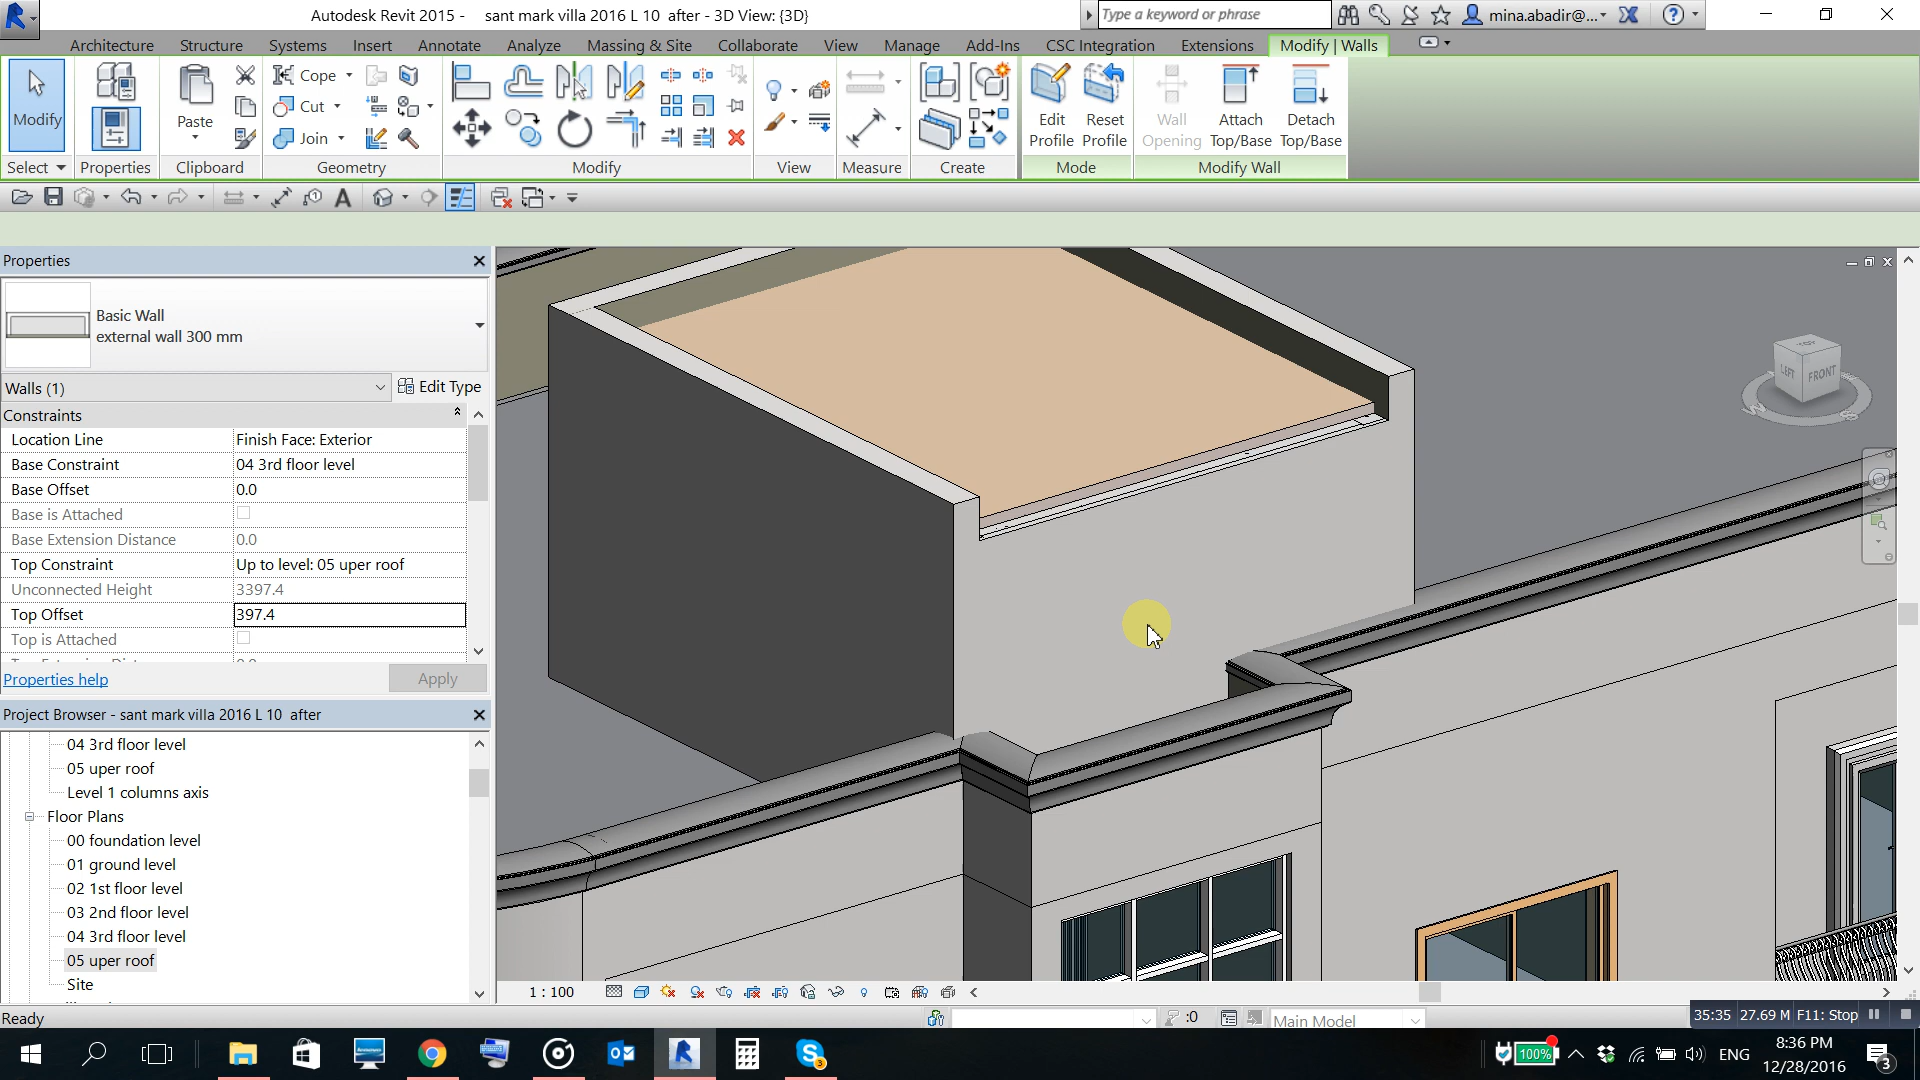 Autodesk Revit 2015 - sant mark villa 2016 L 10 after - 3D View: {3D}
Type a keyword or phrase
mina.abadir@...
Architecture Structure Systems Insert Annotate Analyze Massing & Site Collaborate View Manage Add-Ins CSC Integration Extensions Modify | Walls
Modify
Paste
Cope
Cut
Join
Edit Profile
Reset Profile
Wall Opening
Attach Top/Base
Detach Top/Base
Select Properties Clipboard Geometry Modify View Measure Create Mode Modify Wall
Properties
Basic Wall
external wall 300 mm
Walls (1) Edit Type
Constraints
Location Line Finish Face: Exterior
Base Constraint 04 3rd floor level
Base Offset 0.0
Base is Attached
Base Extension Distance 0.0
Top Constraint Up to level: 05 uper roof
Unconnected Height 3397.4
Top Offset 397.4
Top is Attached
Properties help Apply
Project Browser - sant mark villa 2016 L 10 after
04 3rd floor level
05 uper roof
Level 1 columns axis
Floor Plans
00 foundation level
01 ground level
02 1st floor level
03 2nd floor level
04 3rd floor level
05 uper roof
Site
TOP
LEFT FRONT
W S
1 : 100
Ready
:0
Main Model
35:35 27.69 M F11: Stop
100%
ENG
8:36 PM
12/28/2016
3
3